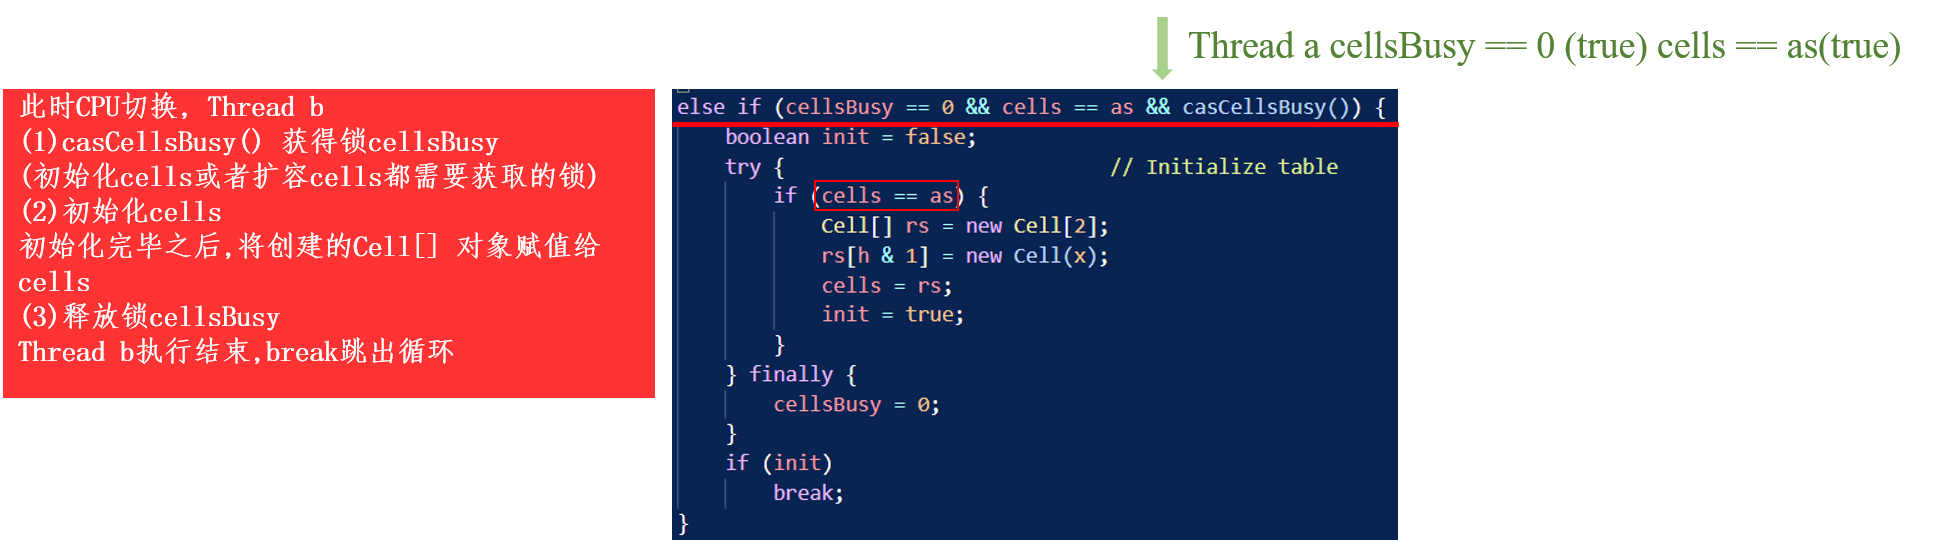 Thread a cellsBusy == 0 (true) cells == as(true)
此时CPU切换, Thread b
(1)casCellsBusy() 获得锁cellsBusy
(初始化cells或者扩容cells都需要获取的锁)
(2)初始化cells
初始化完毕之后,将创建的Cell[] 对象赋值给
cells
(3)释放锁cellsBusy
Thread b执行结束,break跳出循环
else if (cellsBusy == 0 && cells == as && casCellsBusy()) {
boolean init = false;
try { // Initialize table
if (cells == as) {
Cell[] rs = new Cell[2];
rs[h & 1] = new Cell(x);
cells = rs;
init = true;
}
} finally {
cellsBusy = 0;
}
if (init)
break;
}